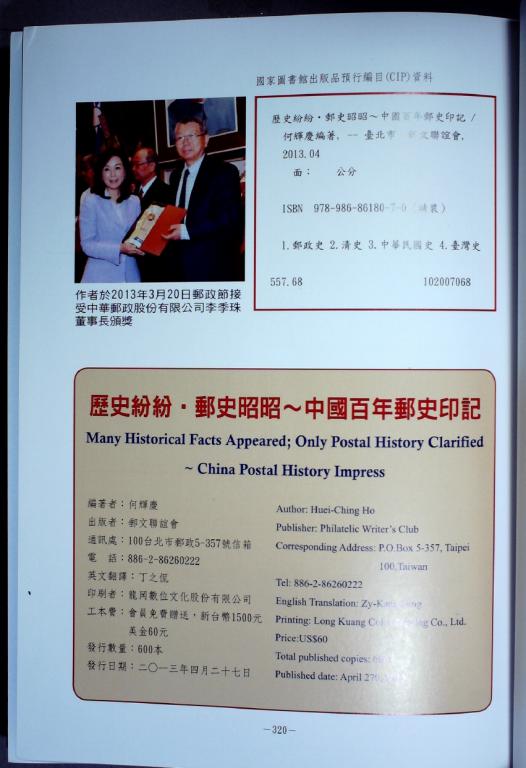 國家圖書館出版品預行編目(CIP)資料
歷史紛紛・郵史昭昭～中國百年郵史印記 /
何輝慶編著. -- 臺北市 郵文聯誼會,
2013.04
面： 公分
ISBN 978-986-86180-7-0 (精裝)
1.郵政史 2.清史 3.中華民國史 4.臺灣史
557.68 102007068
作者於2013年3月20日郵政節接
受中華郵政股份有限公司李季珠
董事長頒獎
歷史紛紛・郵史昭昭～中國百年郵史印記
Many Historical Facts Appeared; Only Postal History Clarified
~ China Postal History Impress
編著者：何輝慶
出版者：郵文聯誼會
通訊處：100台北市郵政5-357號信箱
電 話：886-2-86260222
英文翻譯：丁之侃
印刷者：龍岡數位文化股份有限公司
工本費：會員免費贈送，新台幣1500元
美金60元
發行數量：600本
發行日期：二〇一三年四月二十七日
Author: Huei-Ching Ho
Publisher: Philatelic Writer's Club
Corresponding Address: P.O.Box 5-357, Taipei
100,Taiwan
Tel: 886-2-86260222
English Translation:
Printing: Long Kuang Co., Ltd.
Price:US$60
Total published copies:
Published date: April
-320-